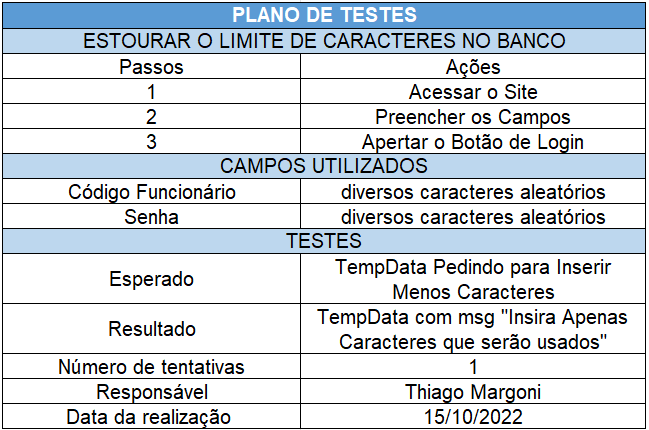 PLANO DE TESTES
ESTOURAR O LIMITE DE CARACTERES NO BANCO
Passos Ações
1 Acessar o Site
2 Preencher os Campos
3 Apertar o Botão de Login
CAMPOS UTILIZADOS
Código Funcionário diversos caracteres aleatórios
Senha diversos caracteres aleatórios
TESTES
Esperado TempData Pedindo para Inserir
Menos Caracteres
Resultado TempData com msg "Insira Apenas
Caracteres que serão usados"
Número de tentativas 1
Responsável Thiago Margoni
Data da realização 15/10/2022